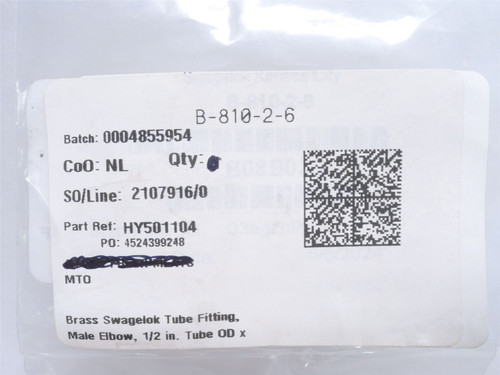 B-810-2-6
Batch: 0004855954
CoO: NL Qty:
SO/Line: 2107916/0
Part Ref: HY501104
PO: 4524399248
MTO
Brass Swagelok Tube Fitting,
Male Elbow, 1/2 in. Tube OD x